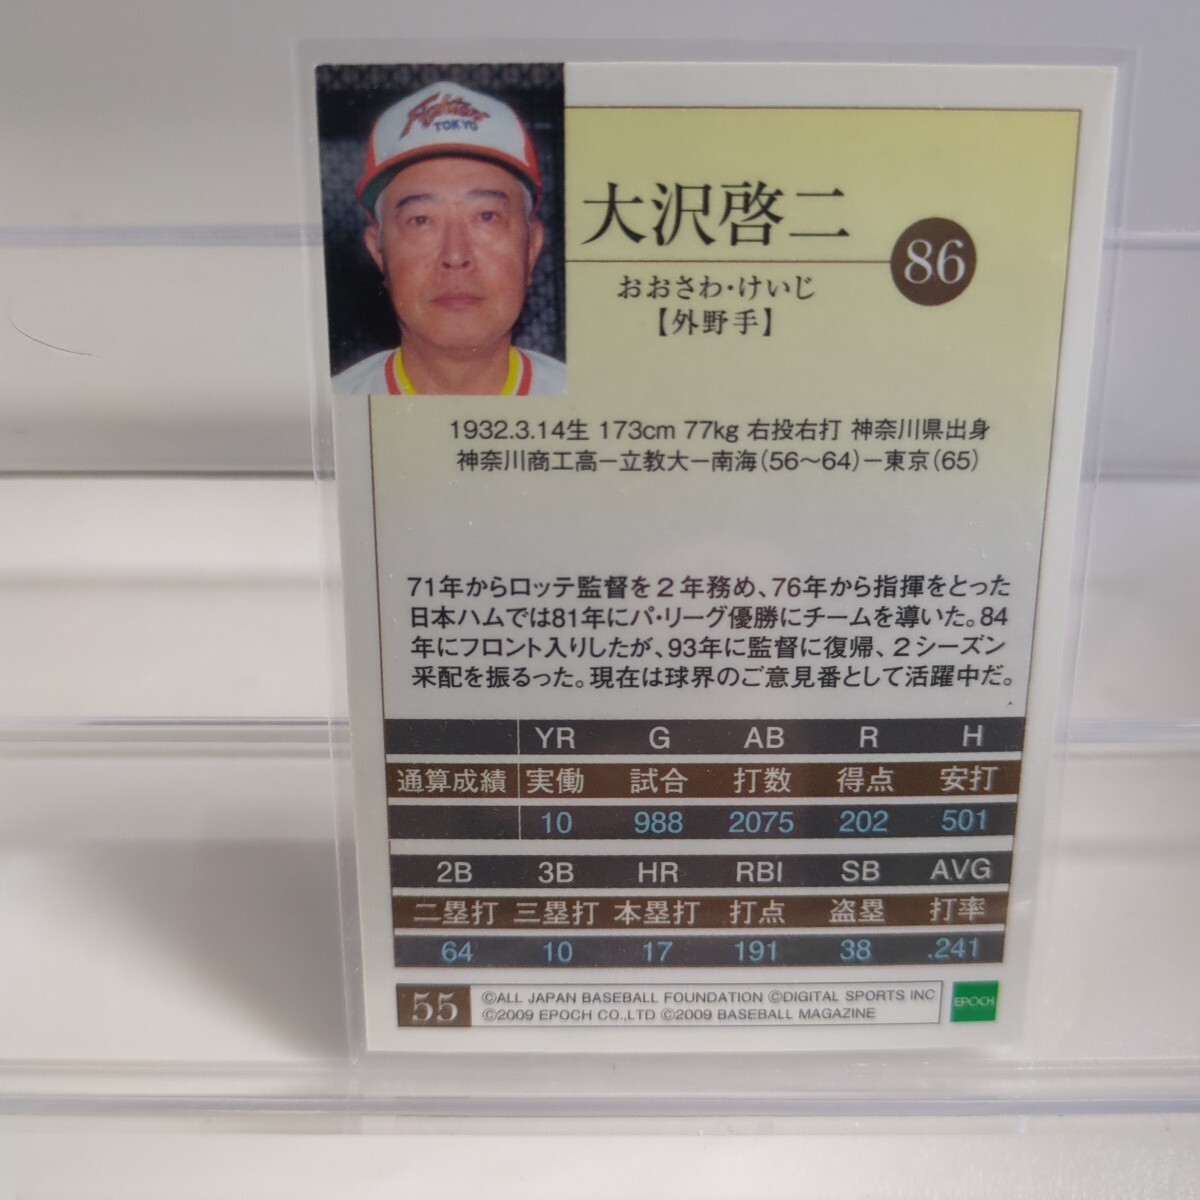 Fighters
TOKYO
大沢啓二
86
おおさわ・けいじ
【外野手】
1932.3.14生 173cm 77kg 右投右打 神奈川県出身
神奈川商工高－立教大－南海(56～64)－東京(65)
71年からロッテ監督を2年務め、76年から指揮をとった
日本ハムでは81年にパ・リーグ優勝にチームを導いた。84
年にフロント入りしたが、93年に監督に復帰、2シーズン
采配を振るった。現在は球界のご意見番として活躍中だ。
YR G AB R H
通算成績 実働 試合 打数 得点 安打
10 988 2075 202 501
2B 3B HR RBI SB AVG
二塁打 三塁打 本塁打 打点 盗塁 打率
64 10 17 191 38 .241
55
©ALL JAPAN BASEBALL FOUNDATION ©DIGITAL SPORTS INC
©2009 EPOCH CO.,LTD ©2009 BASEBALL MAGAZINE
EPOCH